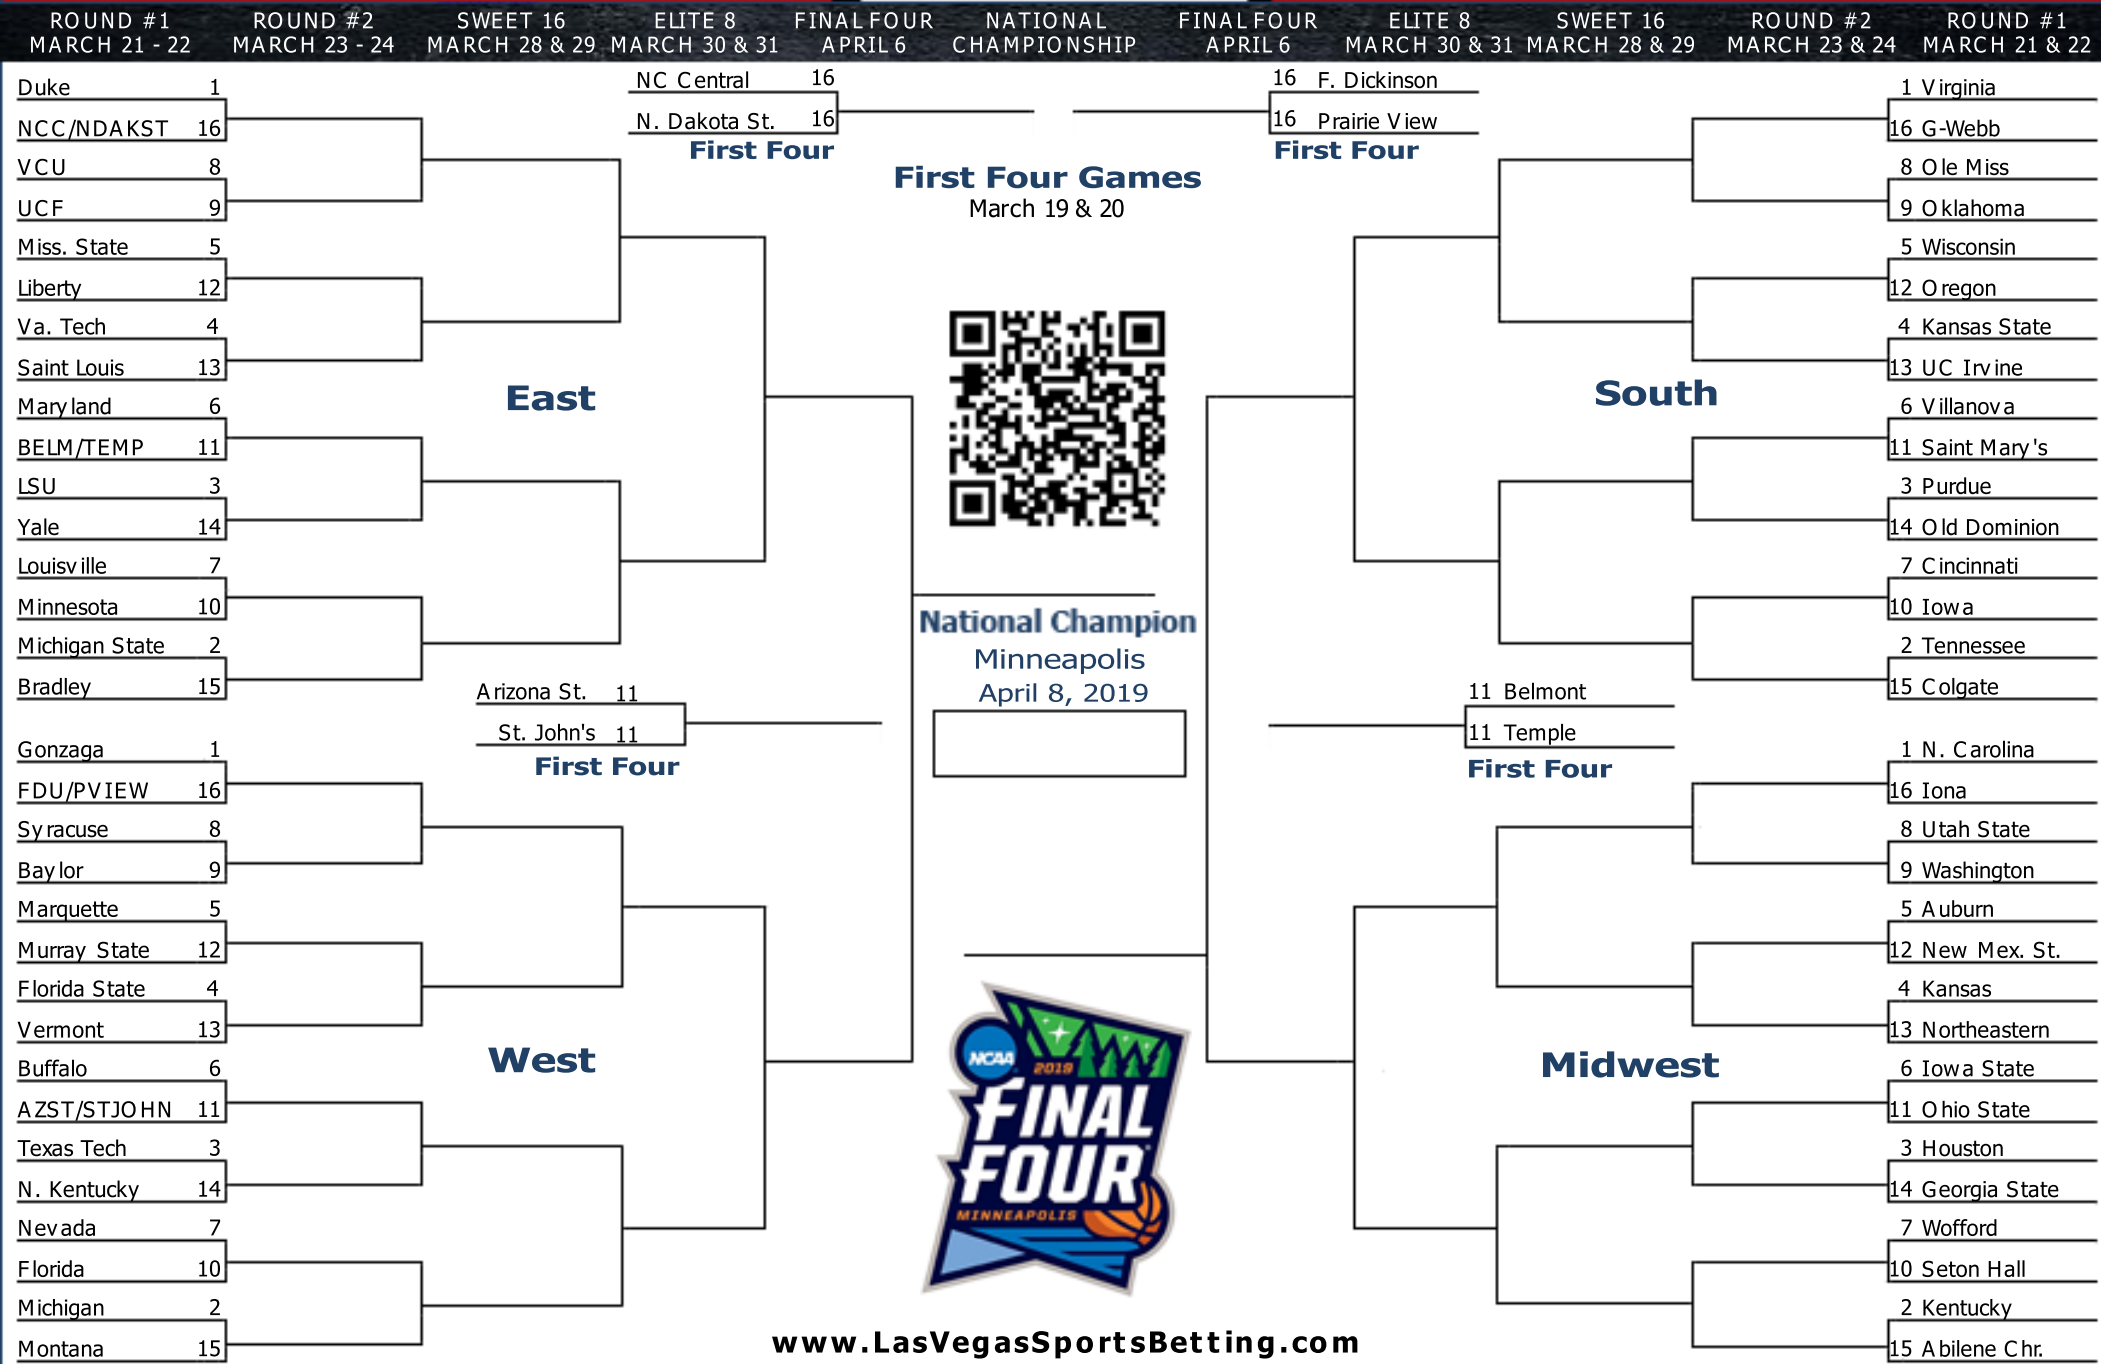 ROUND #1 ROUND #2 SWEET 16 ELITE 8 FINAL FOUR NATIONAL FINAL FOUR ELITE 8 SWEET 16 ROUND #2 ROUND #1
MARCH 21 - 22 MARCH 23 - 24 MARCH 28 & 29 MARCH 30 & 31 APRIL 6 CHAMPIONSHIP APRIL 6 MARCH 30 & 31 MARCH 28 & 29 MARCH 23 & 24 MARCH 21 & 22
Duke 1
NCC/NDAKST 16
VCU 8
UCF 9
Miss. State 5
Liberty 12
Va. Tech 4
Saint Louis 13
Maryland 6
BELM/TEMP 11
LSU 3
Yale 14
Louisville 7
Minnesota 10
Michigan State 2
Bradley 15
East
Gonzaga 1
FDU/PVIEW 16
Syracuse 8
Baylor 9
Marquette 5
Murray State 12
Florida State 4
Vermont 13
Buffalo 6
AZST/STJOHN 11
Texas Tech 3
N. Kentucky 14
Nevada 7
Florida 10
Michigan 2
Montana 15
West
NC Central 16
N. Dakota St. 16
First Four
16 F. Dickinson
16 Prairie View
First Four
First Four Games
March 19 & 20
National Champion
Minneapolis
April 8, 2019
Arizona St. 11
St. John's 11
First Four
11 Belmont
11 Temple
First Four
NCAA
2019
FINAL
FOUR
MINNEAPOLIS
www.LasVegasSportsBetting.com
1 Virginia
16 G-Webb
8 Ole Miss
9 Oklahoma
5 Wisconsin
12 Oregon
4 Kansas State
13 UC Irvine
6 Villanova
11 Saint Mary's
3 Purdue
14 Old Dominion
7 Cincinnati
10 Iowa
2 Tennessee
15 Colgate
South
1 N. Carolina
16 Iona
8 Utah State
9 Washington
5 Auburn
12 New Mex. St.
4 Kansas
13 Northeastern
6 Iowa State
11 Ohio State
3 Houston
14 Georgia State
7 Wofford
10 Seton Hall
2 Kentucky
15 Abilene Chr.
Midwest